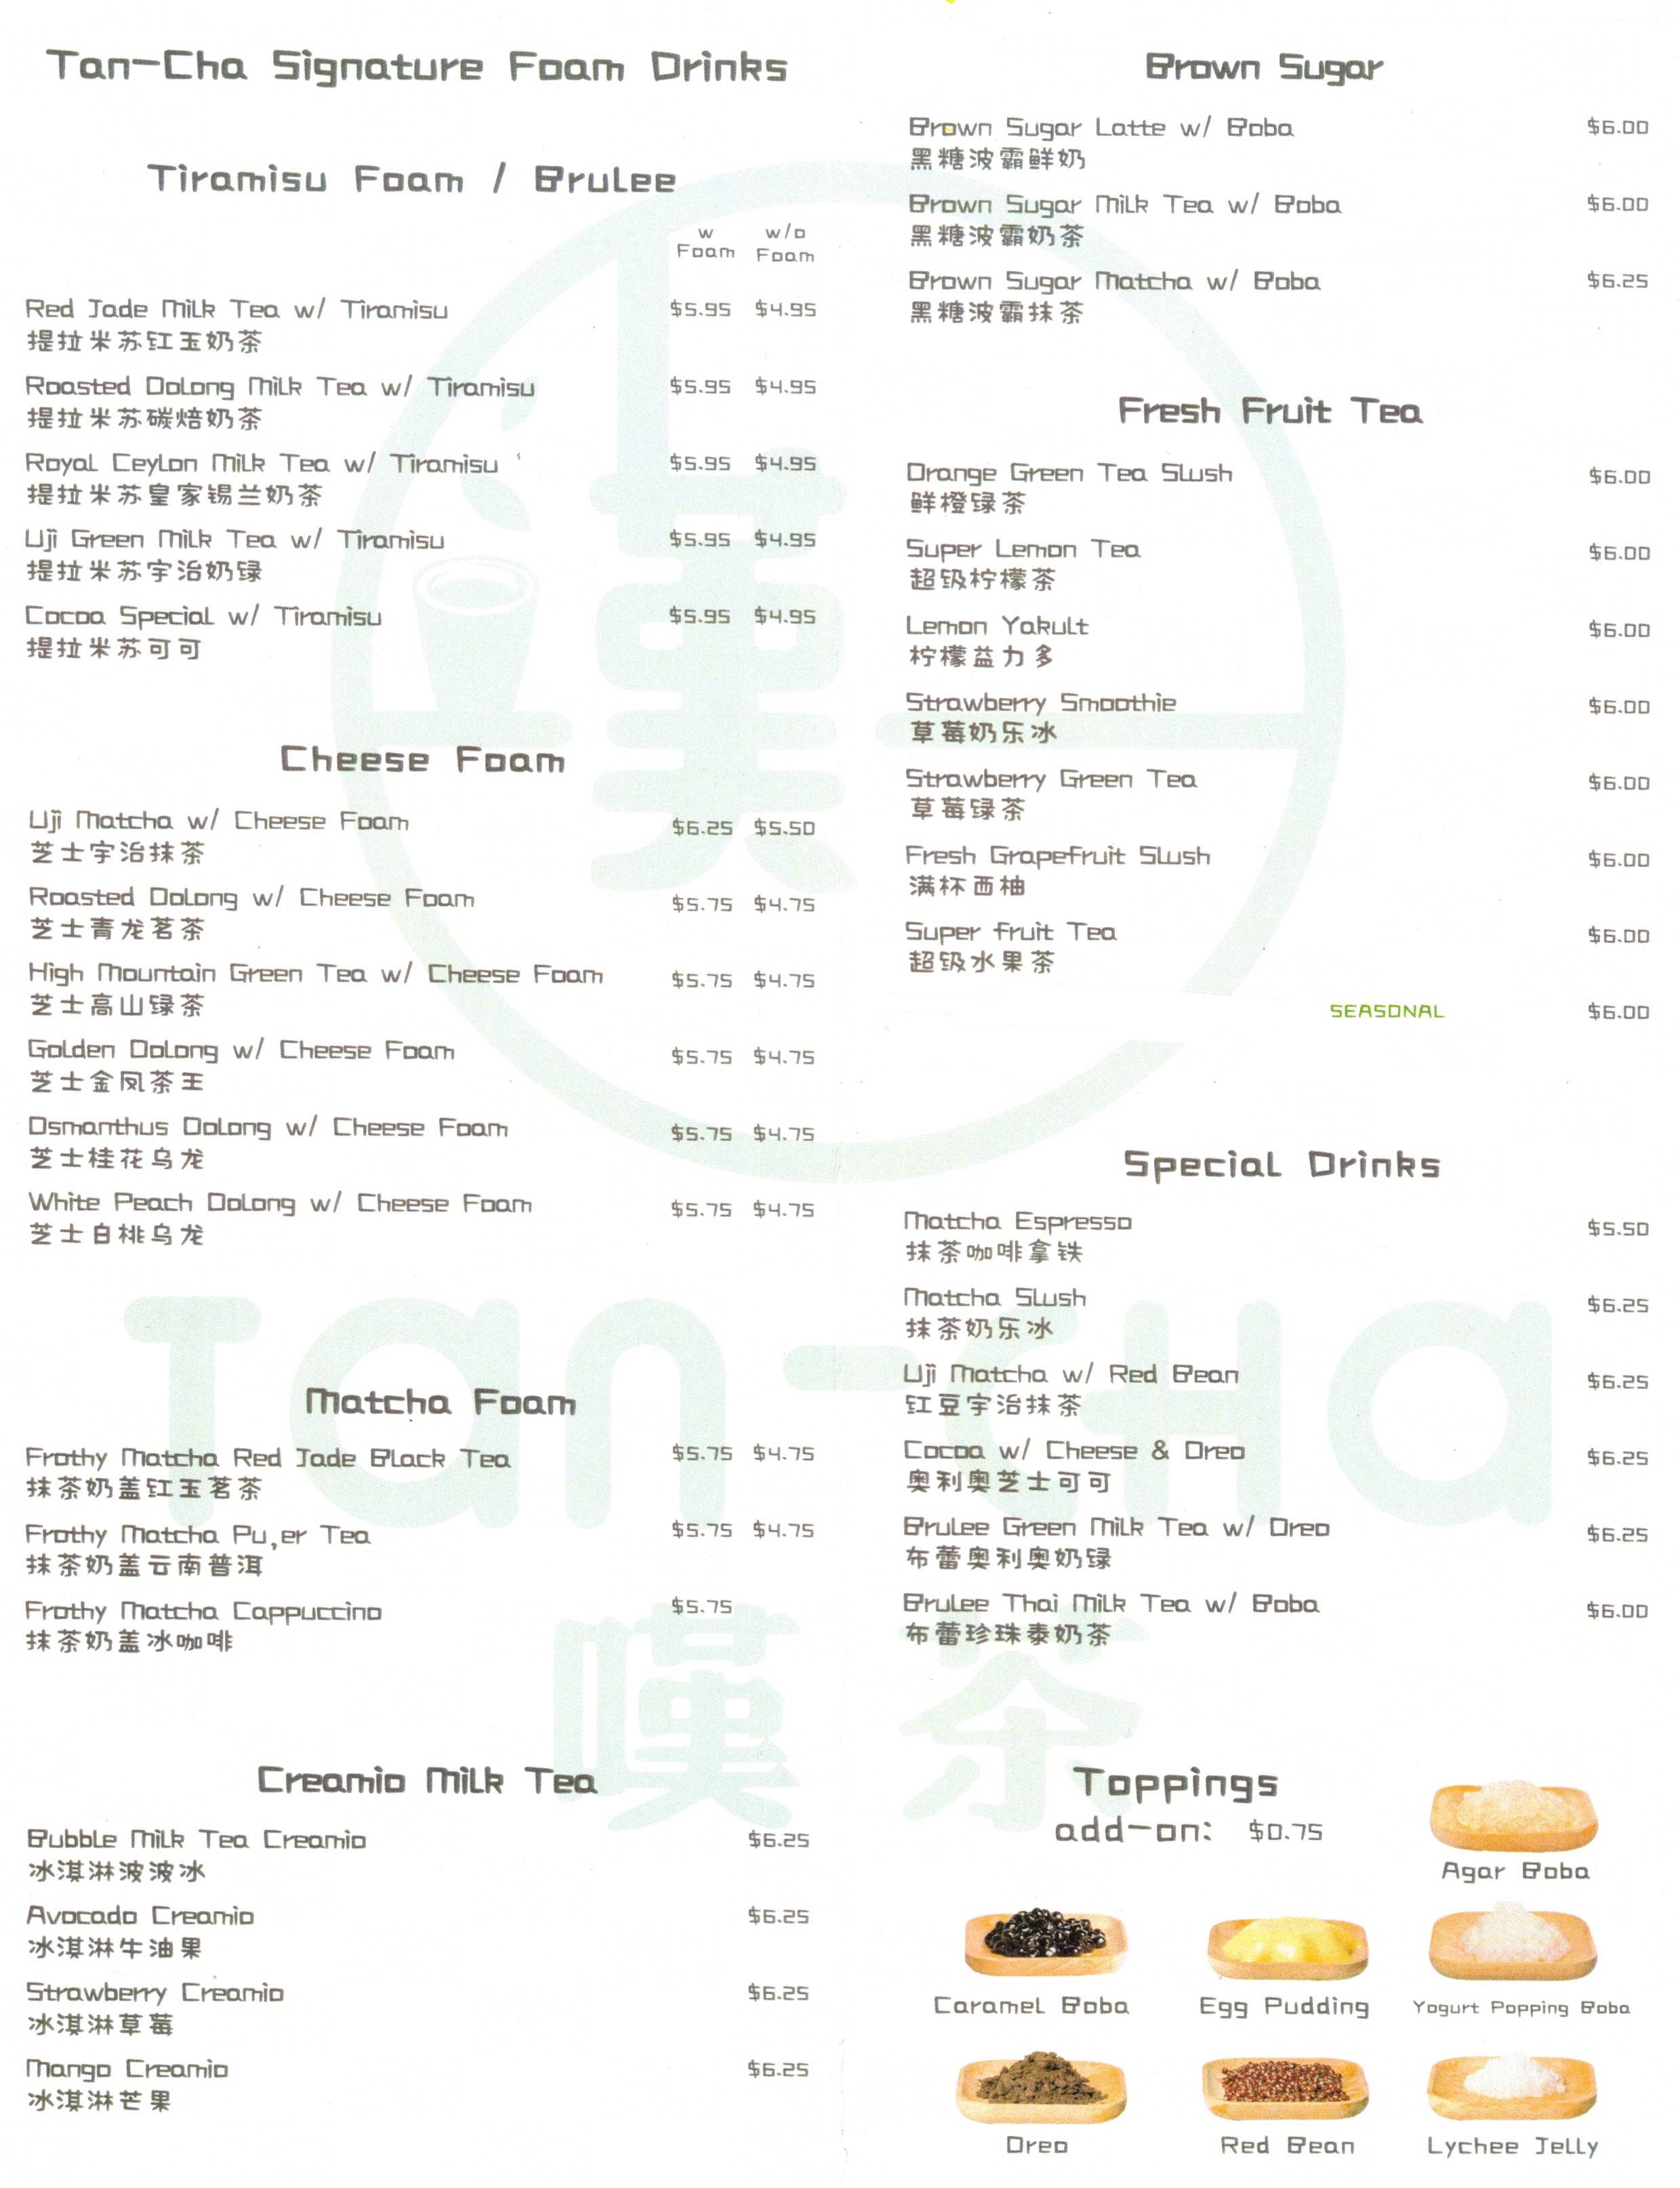 Tan-Cha Signature Foam Drinks
Tiramisu Foam / Brulee
w Foam w/o Foam
Red Jade Milk Tea w/ Tiramisu $5.95 $4.95
提拉米苏红玉奶茶
Roasted Oolong Milk Tea w/ Tiramisu $5.95 $4.95
提拉米苏碳焙奶茶
Royal Ceylon Milk Tea w/ Tiramisu $5.95 $4.95
提拉米苏皇家锡兰奶茶
Uji Green Milk Tea w/ Tiramisu $5.95 $4.95
提拉米苏宇治奶绿
Cocoa Special w/ Tiramisu $5.95 $4.95
提拉米苏可可
Cheese Foam
Uji Matcha w/ Cheese Foam $6.25 $5.50
芝士宇治抹茶
Roasted Oolong w/ Cheese Foam $5.75 $4.75
芝士青龙茗茶
High Mountain Green Tea w/ Cheese Foam $5.75 $4.75
芝士高山绿茶
Golden Oolong w/ Cheese Foam $5.75 $4.75
芝士金凤茶王
Osmanthus Oolong w/ Cheese Foam $5.75 $4.75
芝士桂花乌龙
White Peach Oolong w/ Cheese Foam $5.75 $4.75
芝士白桃乌龙
Matcha Foam
Frothy Matcha Red Jade Black Tea $5.75 $4.75
抹茶奶盖红玉茗茶
Frothy Matcha Pu,er Tea $5.75 $4.75
抹茶奶盖云南普洱
Frothy Matcha Cappuccino $5.75
抹茶奶盖冰咖啡
Creamio Milk Tea
Bubble Milk Tea Creamio $6.25
冰淇淋波波冰
Avocado Creamio $6.25
冰淇淋牛油果
Strawberry Creamio $6.25
冰淇淋草莓
Mango Creamio $6.25
冰淇淋芒果
Brown Sugar
Brown Sugar Latte w/ Boba $6.00
黑糖波霸鲜奶
Brown Sugar Milk Tea w/ Boba $6.00
黑糖波霸奶茶
Brown Sugar Matcha w/ Boba $6.25
黑糖波霸抹茶
Fresh Fruit Tea
Orange Green Tea Slush $6.00
鲜橙绿茶
Super Lemon Tea $6.00
超级柠檬茶
Lemon Yakult $6.00
柠檬益力多
Strawberry Smoothie $6.00
草莓奶乐冰
Strawberry Green Tea $6.00
草莓绿茶
Fresh Grapefruit Slush $6.00
满杯西柚
Super fruit Tea $6.00
超级水果茶
SEASONAL $6.00
Special Drinks
Matcha Espresso $5.50
抹茶咖啡拿铁
Matcha Slush $6.25
抹茶奶乐冰
Uji Matcha w/ Red Bean $6.25
红豆宇治抹茶
Cocoa w/ Cheese & Oreo $6.25
奥利奥芝士可可
Brulee Green Milk Tea w/ Oreo $6.25
布蕾奥利奥奶绿
Brulee Thai Milk Tea w/ Boba $6.00
布蕾珍珠泰奶茶
Toppings
add-on: $0.75
Agar Boba
Caramel Boba Egg Pudding Yogurt Popping Boba
Oreo Red Bean Lychee Jelly
Tan-CHa
嘆茶